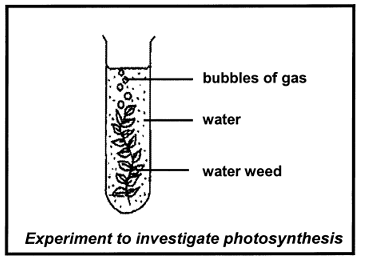 bubbles of gas
water
water weed
Experiment to investigate photosynthesis